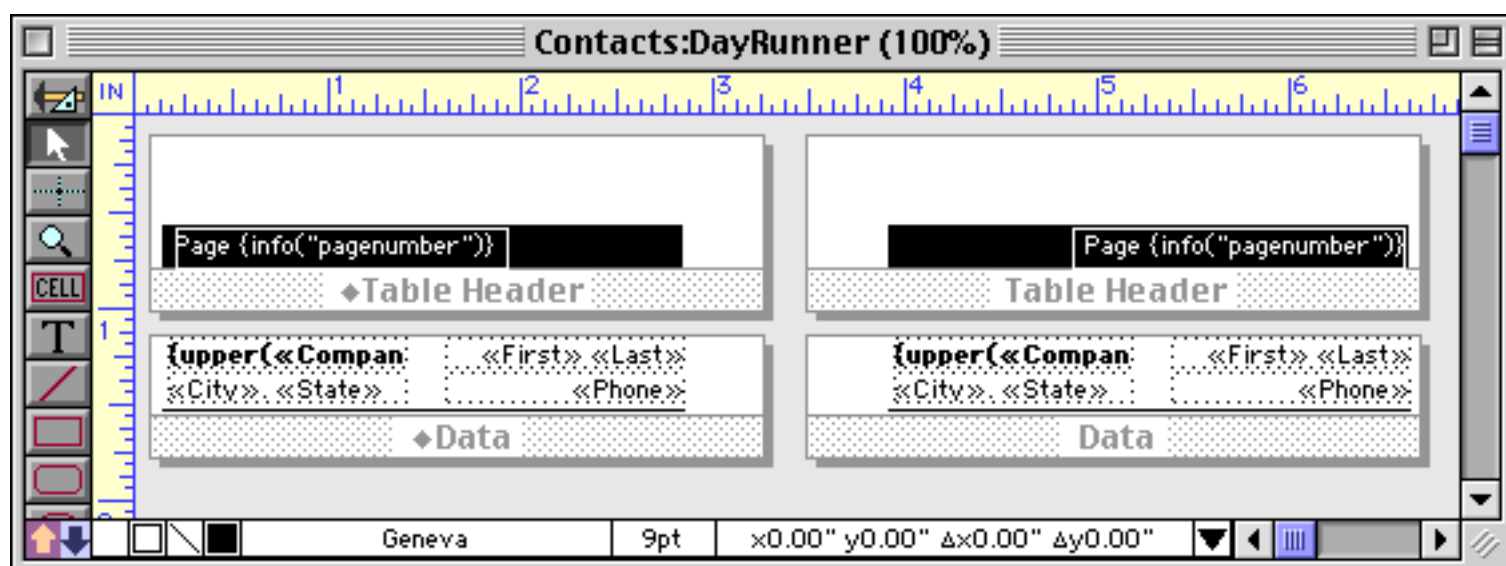 Contacts:DayRunner (100%)
IN 1 2 3 4 5 6
Page {info("pagenumber")} Page {info("pagenumber")}
◆Table Header Table Header
CELL
T
1
{upper(«Compan «First» «Last» {upper(«Compan «First» «Last»
«City», «State» «Phone» «City», «State» «Phone»
◆Data Data
Geneva 9pt x0.00" y0.00" Δx0.00" Δy0.00"